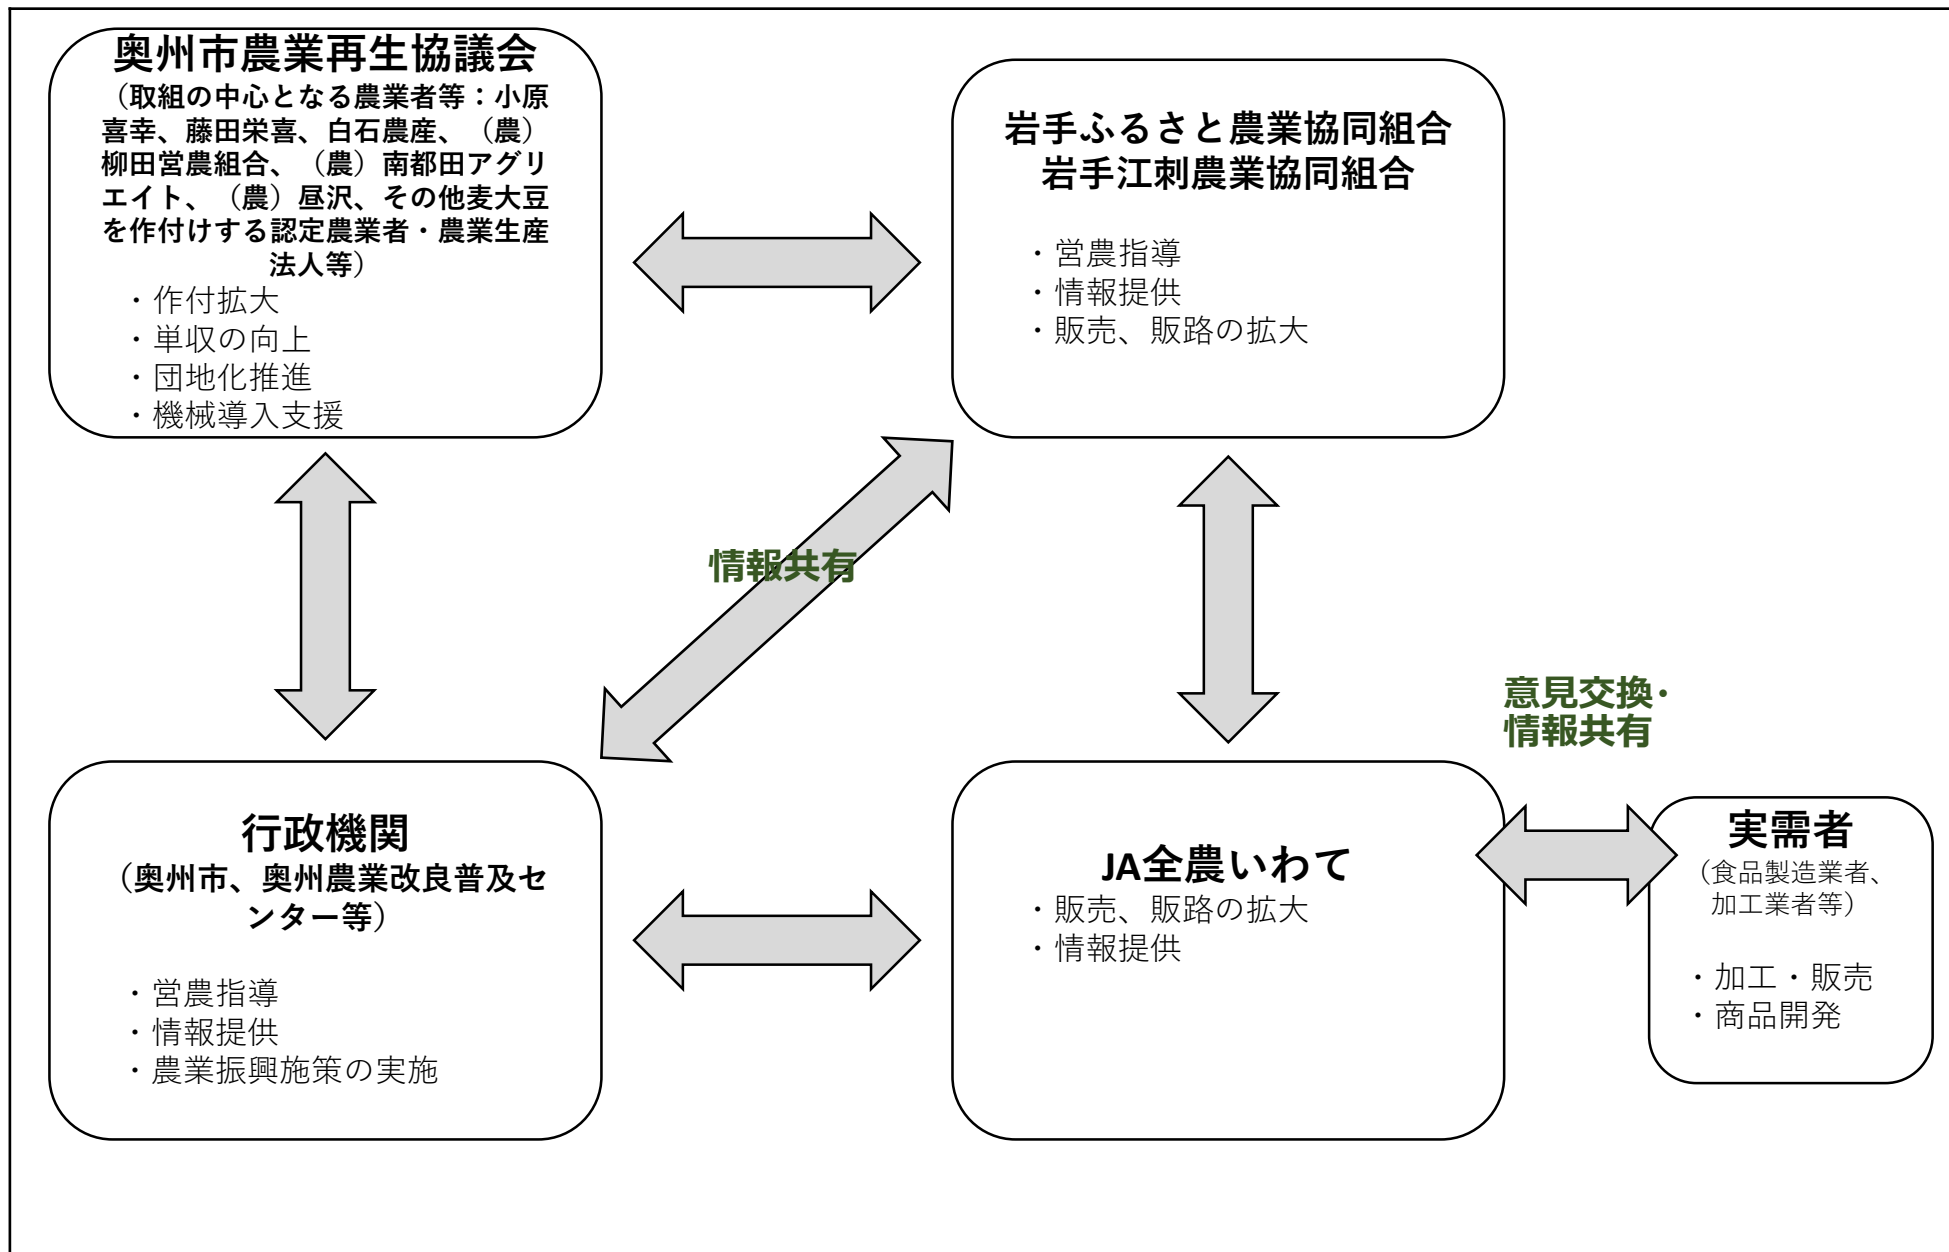 奥州市農業再生協議会
（取組の中心となる農業者等：小原
喜幸、藤田栄喜、白石農産、（農）
柳田営農組合、（農）南都田アグリ
エイト、（農）昼沢、その他麦大豆
を作付けする認定農業者・農業生産
法人等）
・作付拡大
・単収の向上
・団地化推進
・機械導入支援
岩手ふるさと農業協同組合
岩手江刺農業協同組合
・営農指導
・情報提供
・販売、販路の拡大
情報共有
意見交換・
情報共有
行政機関
（奥州市、奥州農業改良普及セ
ンター等）
・営農指導
・情報提供
・農業振興施策の実施
JA全農いわて
・販売、販路の拡大
・情報提供
実需者
（食品製造業者、
加工業者等）
・加工・販売
・商品開発